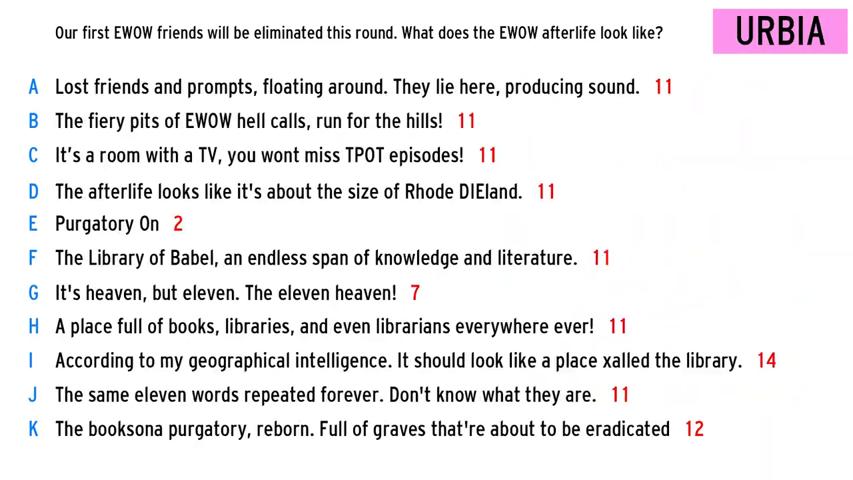 Our first EWOW friends will be eliminated this round. What does the EWOW afterlife look like?
URBIA
A Lost friends and prompts, floating around. They lie here, producing sound. 11
B The fiery pits of EWOW hell calls, run for the hills! 11
C It's a room with a TV, you wont miss TPOT episodes! 11
D The afterlife looks like it's about the size of Rhode DIEland. 11
E Purgatory On 2
F The Library of Babel, an endless span of knowledge and literature. 11
G It's heaven, but eleven. The eleven heaven! 7
H A place full of books, libraries, and even librarians everywhere ever! 11
I According to my geographical intelligence. It should look like a place xalled the library. 14
J The same eleven words repeated forever. Don't know what they are. 11
K The booksona purgatory, reborn. Full of graves that're about to be eradicated 12